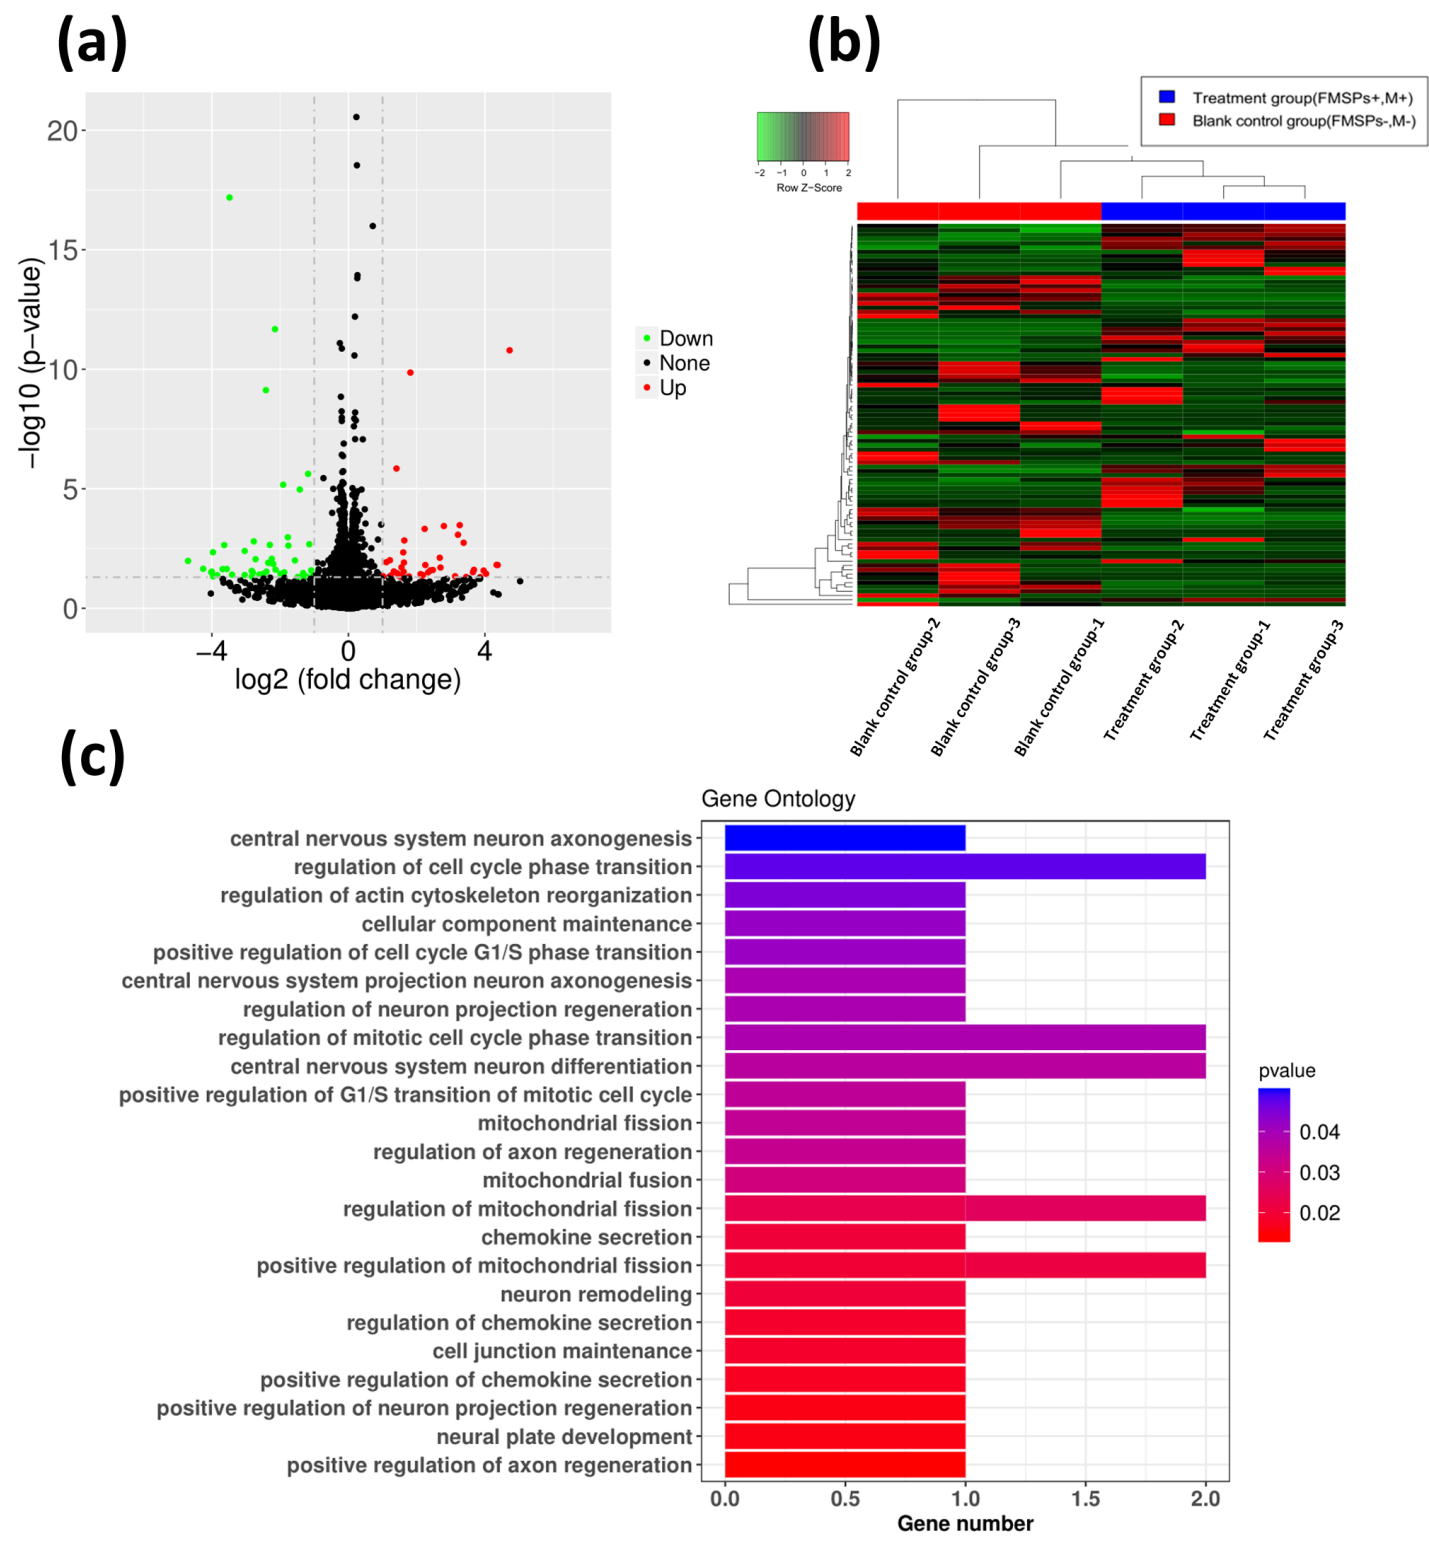 (a)
20
15
10
5
0
−4
0
4
−log10 (p−value)
log2 (fold change)
Down
None
Up
(b)
Treatment group(FMSPs+,M+)
Blank control group(FMSPs-,M-)
−2 −1 0 1 2
Row Z−Score
Blank control group-2
Blank control group-3
Blank control group-1
Treatment group-2
Treatment group-1
Treatment group-3
(c)
Gene Ontology
central nervous system neuron axonogenesis
regulation of cell cycle phase transition
regulation of actin cytoskeleton reorganization
cellular component maintenance
positive regulation of cell cycle G1/S phase transition
central nervous system projection neuron axonogenesis
regulation of neuron projection regeneration
regulation of mitotic cell cycle phase transition
central nervous system neuron differentiation
positive regulation of G1/S transition of mitotic cell cycle
mitochondrial fission
regulation of axon regeneration
mitochondrial fusion
regulation of mitochondrial fission
chemokine secretion
positive regulation of mitochondrial fission
neuron remodeling
regulation of chemokine secretion
cell junction maintenance
positive regulation of chemokine secretion
positive regulation of neuron projection regeneration
neural plate development
positive regulation of axon regeneration
0.0 0.5 1.0 1.5 2.0
Gene number
pvalue
0.04
0.03
0.02